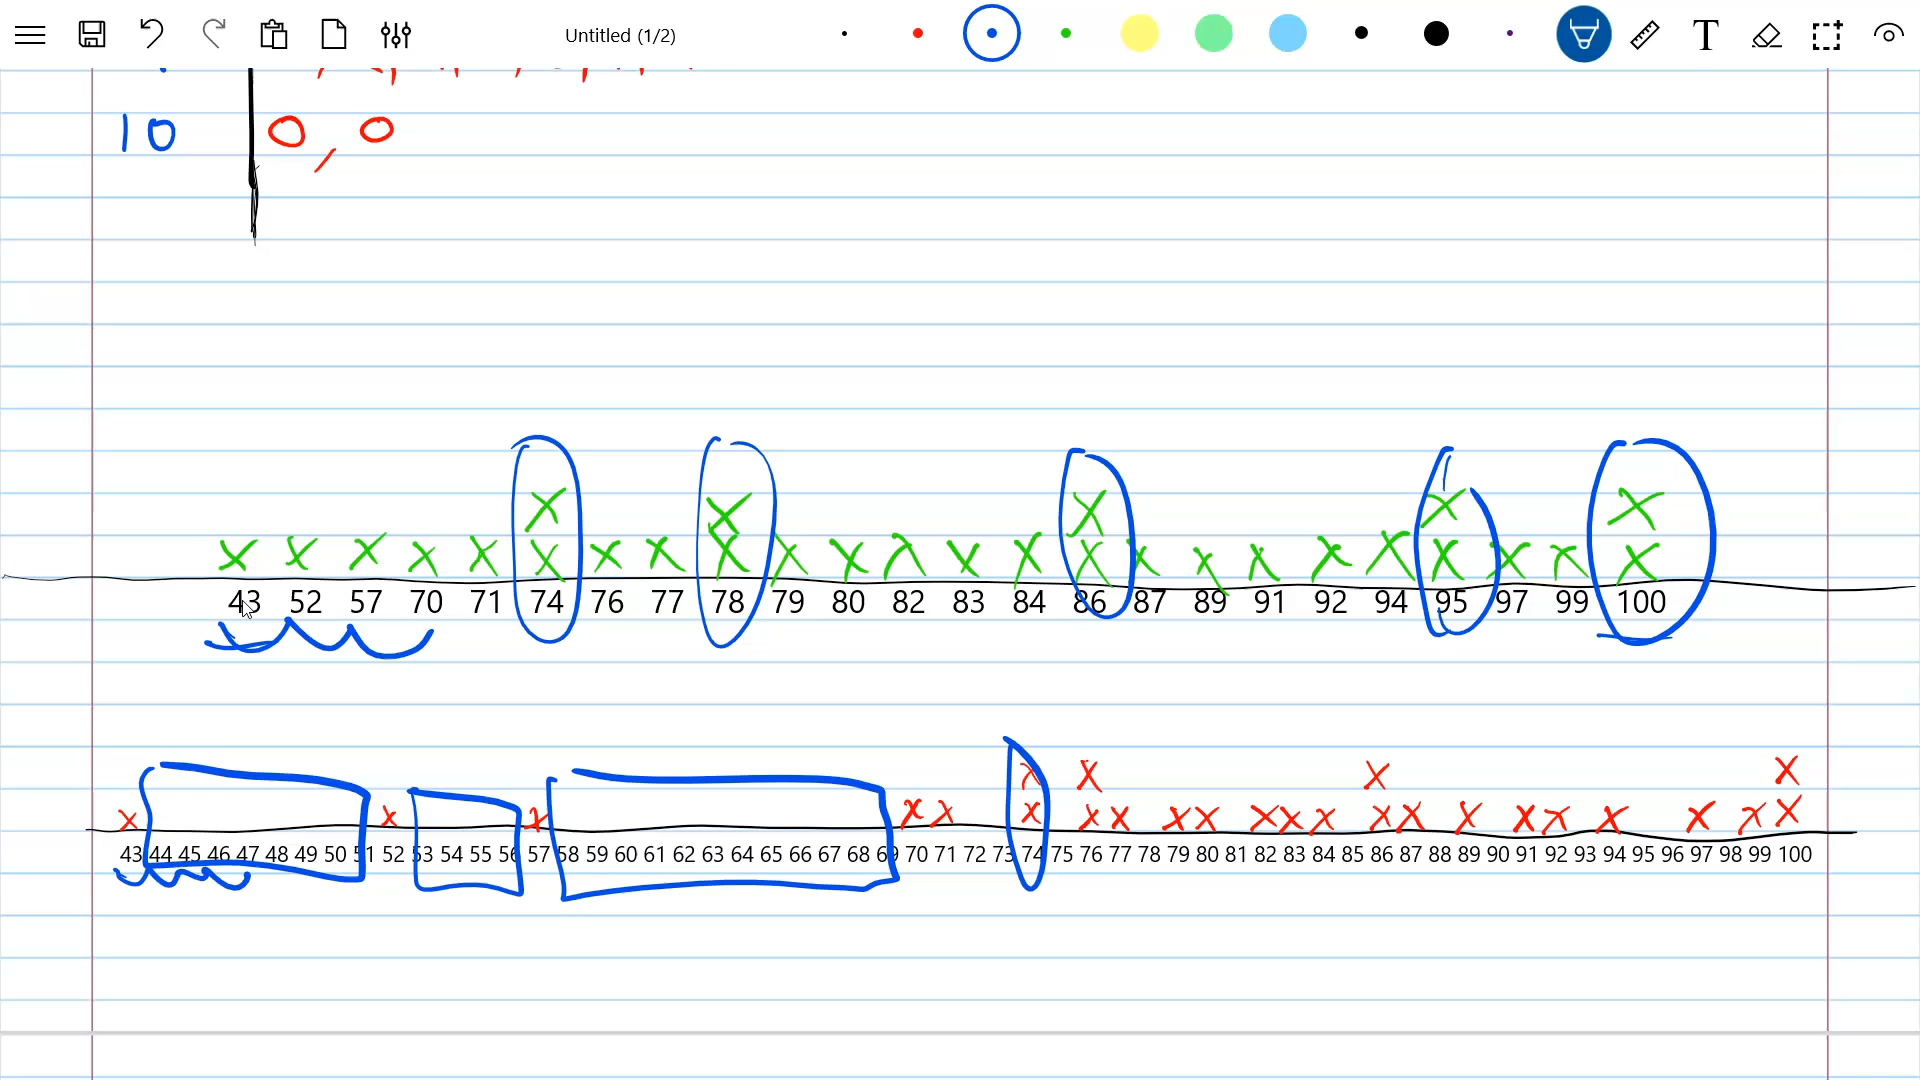 Untitled (1/2)
T
10 0, 0
X X X X X
X X X X X X X X X X X X X X X X X X X X X X X X
43 52 57 70 71 74 76 77 78 79 80 82 83 84 86 87 89 91 92 94 95 97 99 100
X X X X
X X X X X X X X X X X X X X X X X X X X X X
43 44 45 46 47 48 49 50 51 52 53 54 55 56 57 58 59 60 61 62 63 64 65 66 67 68 69 70 71 72 73 74 75 76 77 78 79 80 81 82 83 84 85 86 87 88 89 90 91 92 93 94 95 96 97 98 99 100